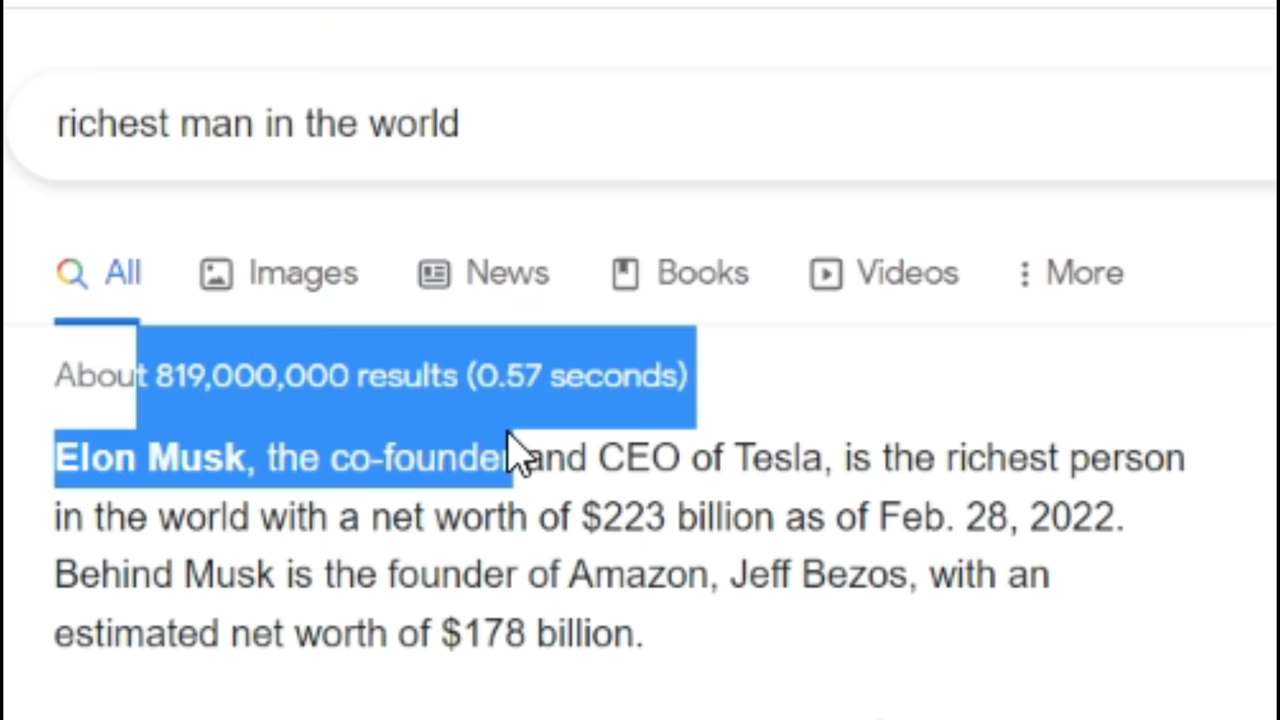 richest man in the world
All Images News Books Videos More
About 819,000,000 results (0.57 seconds)
Elon Musk, the co-founder and CEO of Tesla, is the richest person
in the world with a net worth of $223 billion as of Feb. 28, 2022.
Behind Musk is the founder of Amazon, Jeff Bezos, with an
estimated net worth of $178 billion.